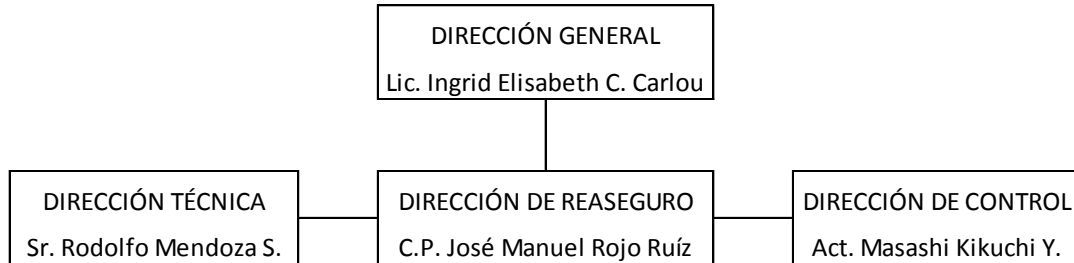 DIRECCIÓN GENERAL
Lic. Ingrid Elisabeth C. Carlou
DIRECCIÓN TÉCNICA
Sr. Rodolfo Mendoza S.
DIRECCIÓN DE REASEGURO
C.P. José Manuel Rojo Ruíz
DIRECCIÓN DE CONTROL
Act. Masashi Kikuchi Y.